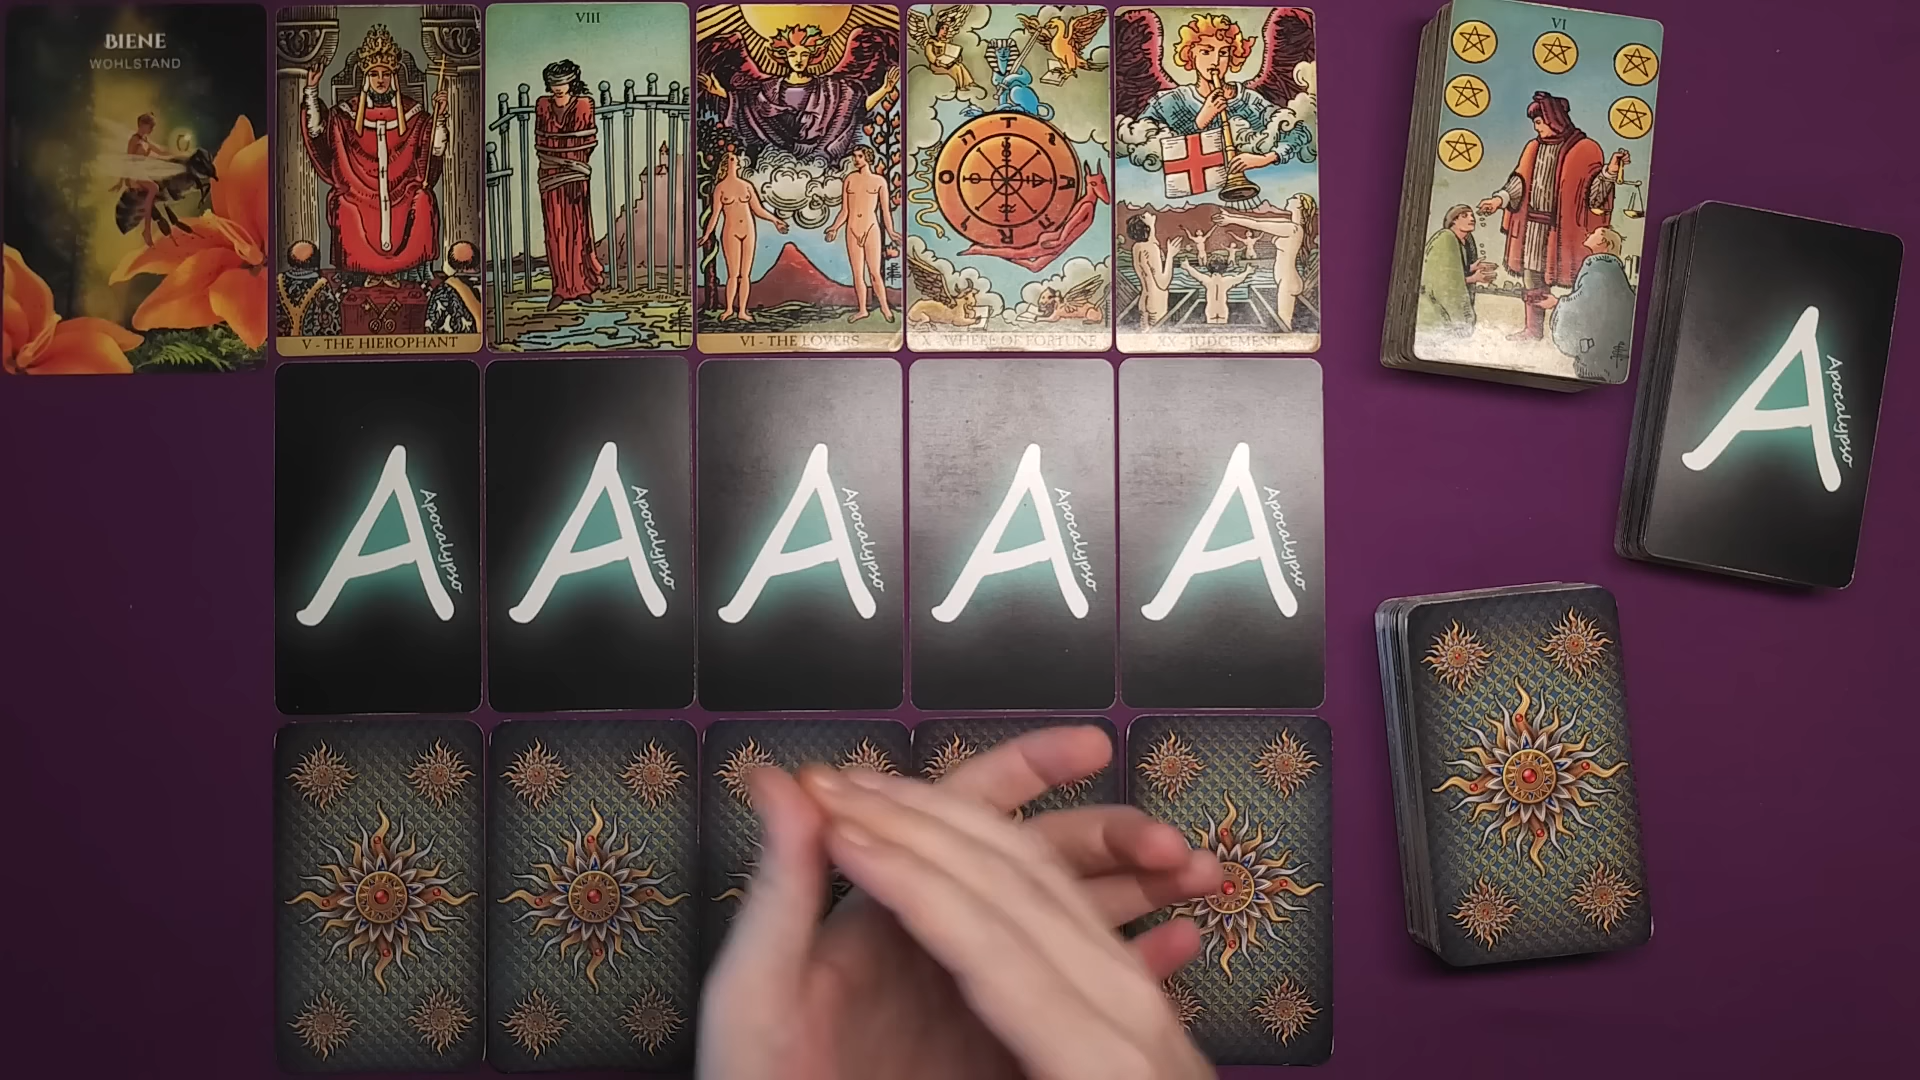 BIENE
WOHLSTAND
V - THE HIEROPHANT
VIII
VI - THE LOVERS
X - WHEEL OF FORTUNE
XX - JUDGEMENT
VI
A
Apocalypso
A
Apocalypso
A
Apocalypso
A
Apocalypso
A
Apocalypso
A
Apocalypso